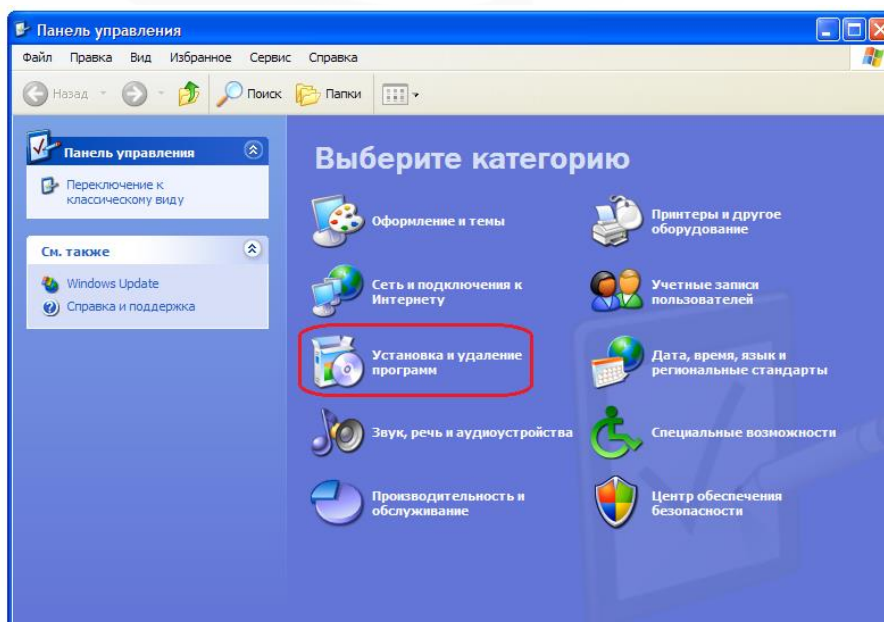 Панель управления
Файл Правка Вид Избранное Сервис Справка
Назад Поиск Папки
Панель управления
Переключение к
классическому виду
См. также
Windows Update
Справка и поддержка
Выберите категорию
Оформление и темы
Принтеры и другое
оборудование
Сеть и подключения к
Интернету
Учетные записи
пользователей
Установка и удаление
программ
Дата, время, язык и
региональные стандарты
Звук, речь и аудиоустройства
Специальные возможности
Производительность и
обслуживание
Центр обеспечения
безопасности